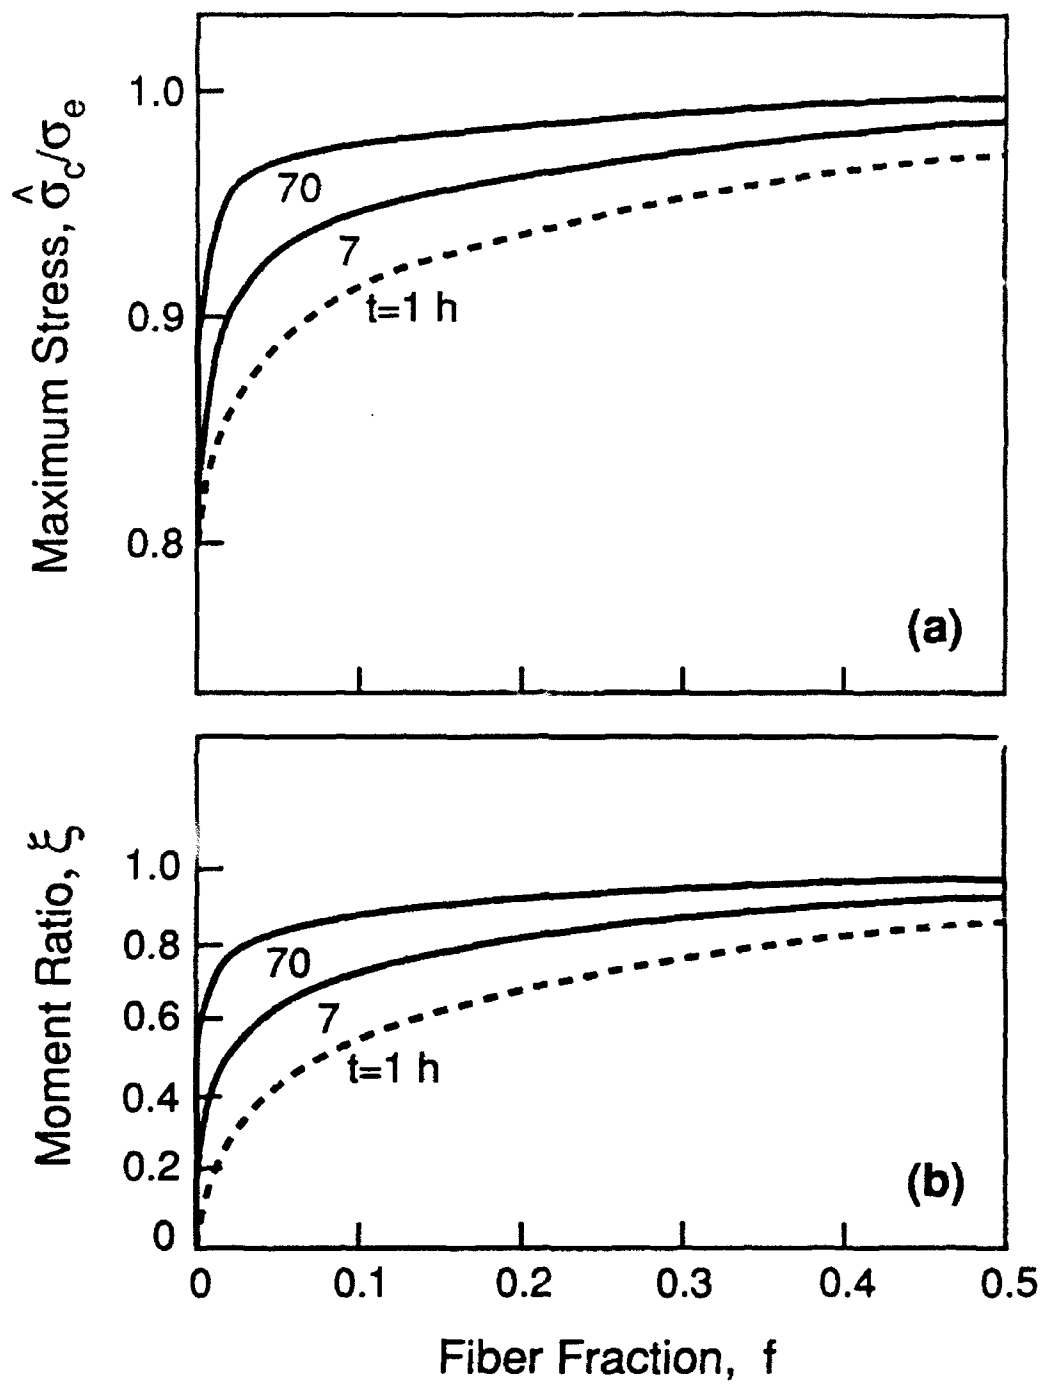 Maximum Stress, σ̂c/σe
1.0
0.9
0.8
70
7
t=1 h
(a)
Moment Ratio, ξ
1.0
0.8
0.6
0.4
0.2
0
70
7
t=1 h
(b)
0 0.1 0.2 0.3 0.4 0.5
Fiber Fraction, f